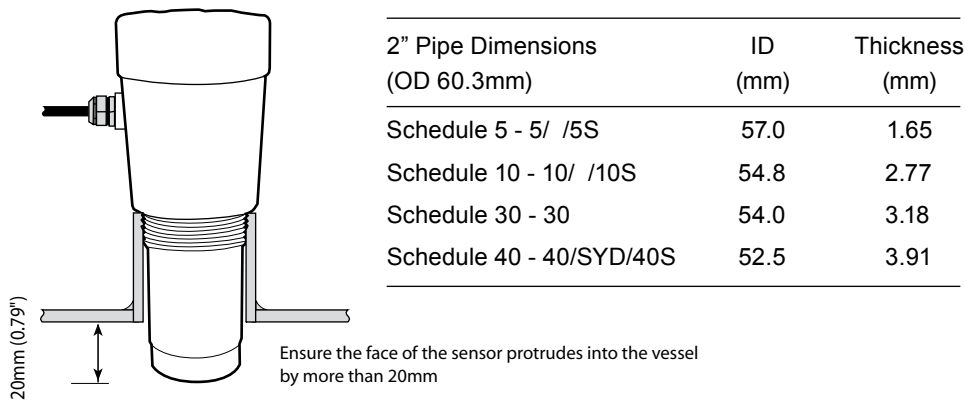 2” Pipe Dimensions ID Thickness
(OD 60.3mm) (mm) (mm)
Schedule 5 - 5/ /5S 57.0 1.65
Schedule 10 - 10/ /10S 54.8 2.77
Schedule 30 - 30 54.0 3.18
Schedule 40 - 40/SYD/40S 52.5 3.91
20mm (0.79")
Ensure the face of the sensor protrudes into the vessel
by more than 20mm